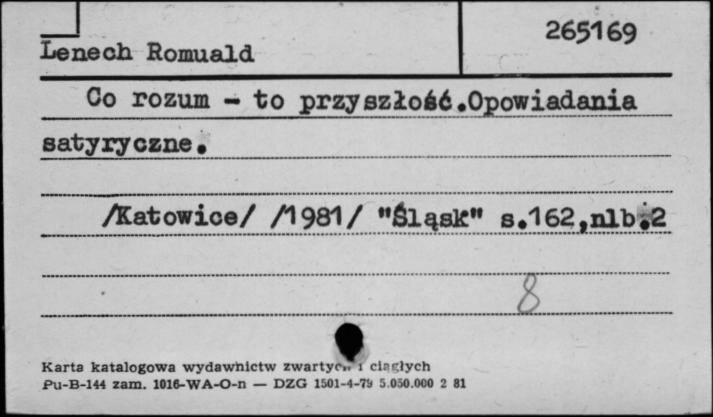 265169
Lenech Romuald
Co rozum - to przyszłość.Opowiadania
satyryczne.
/Katowice/ /1981/ "Śląsk" s.162,nlb.2
8
Karta katalogowa wydawnictw zwartych i ciągłych
Pu-B-144 zam. 1016-WA-O-n — DZG 1501-4-79 5.050.000 2 81